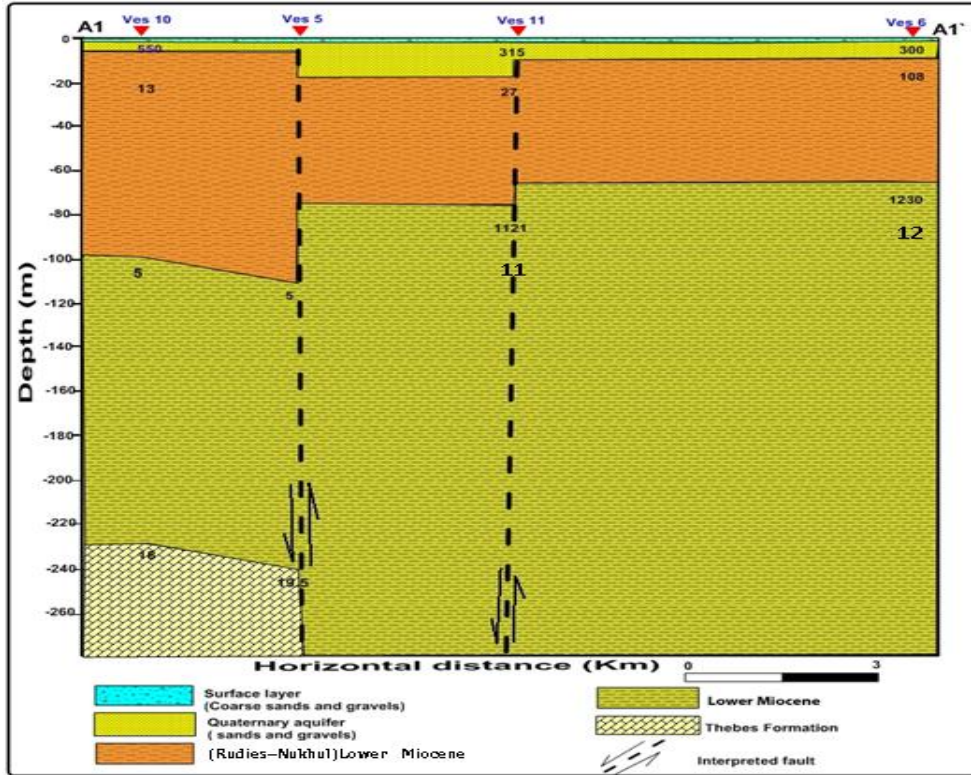 Ves 10 Ves 5 Ves 11 Ves 6
A1 A1`
0
550 315 300
108
-20
13 27
-40
-60
-80
1230
1121
12
-100
5 11
5
-120
-140
-160
-180
-200
-220
16
-240
19.5
-260
Depth (m)
Horizontal distance (Km)
0 3
Surface layer
(Coarse sands and gravels)
Quaternary aquifer
( sands and gravels)
(Rudies-Nukhul)Lower Miocene
Lower Miocene
Thebes Formation
Interpreted fault